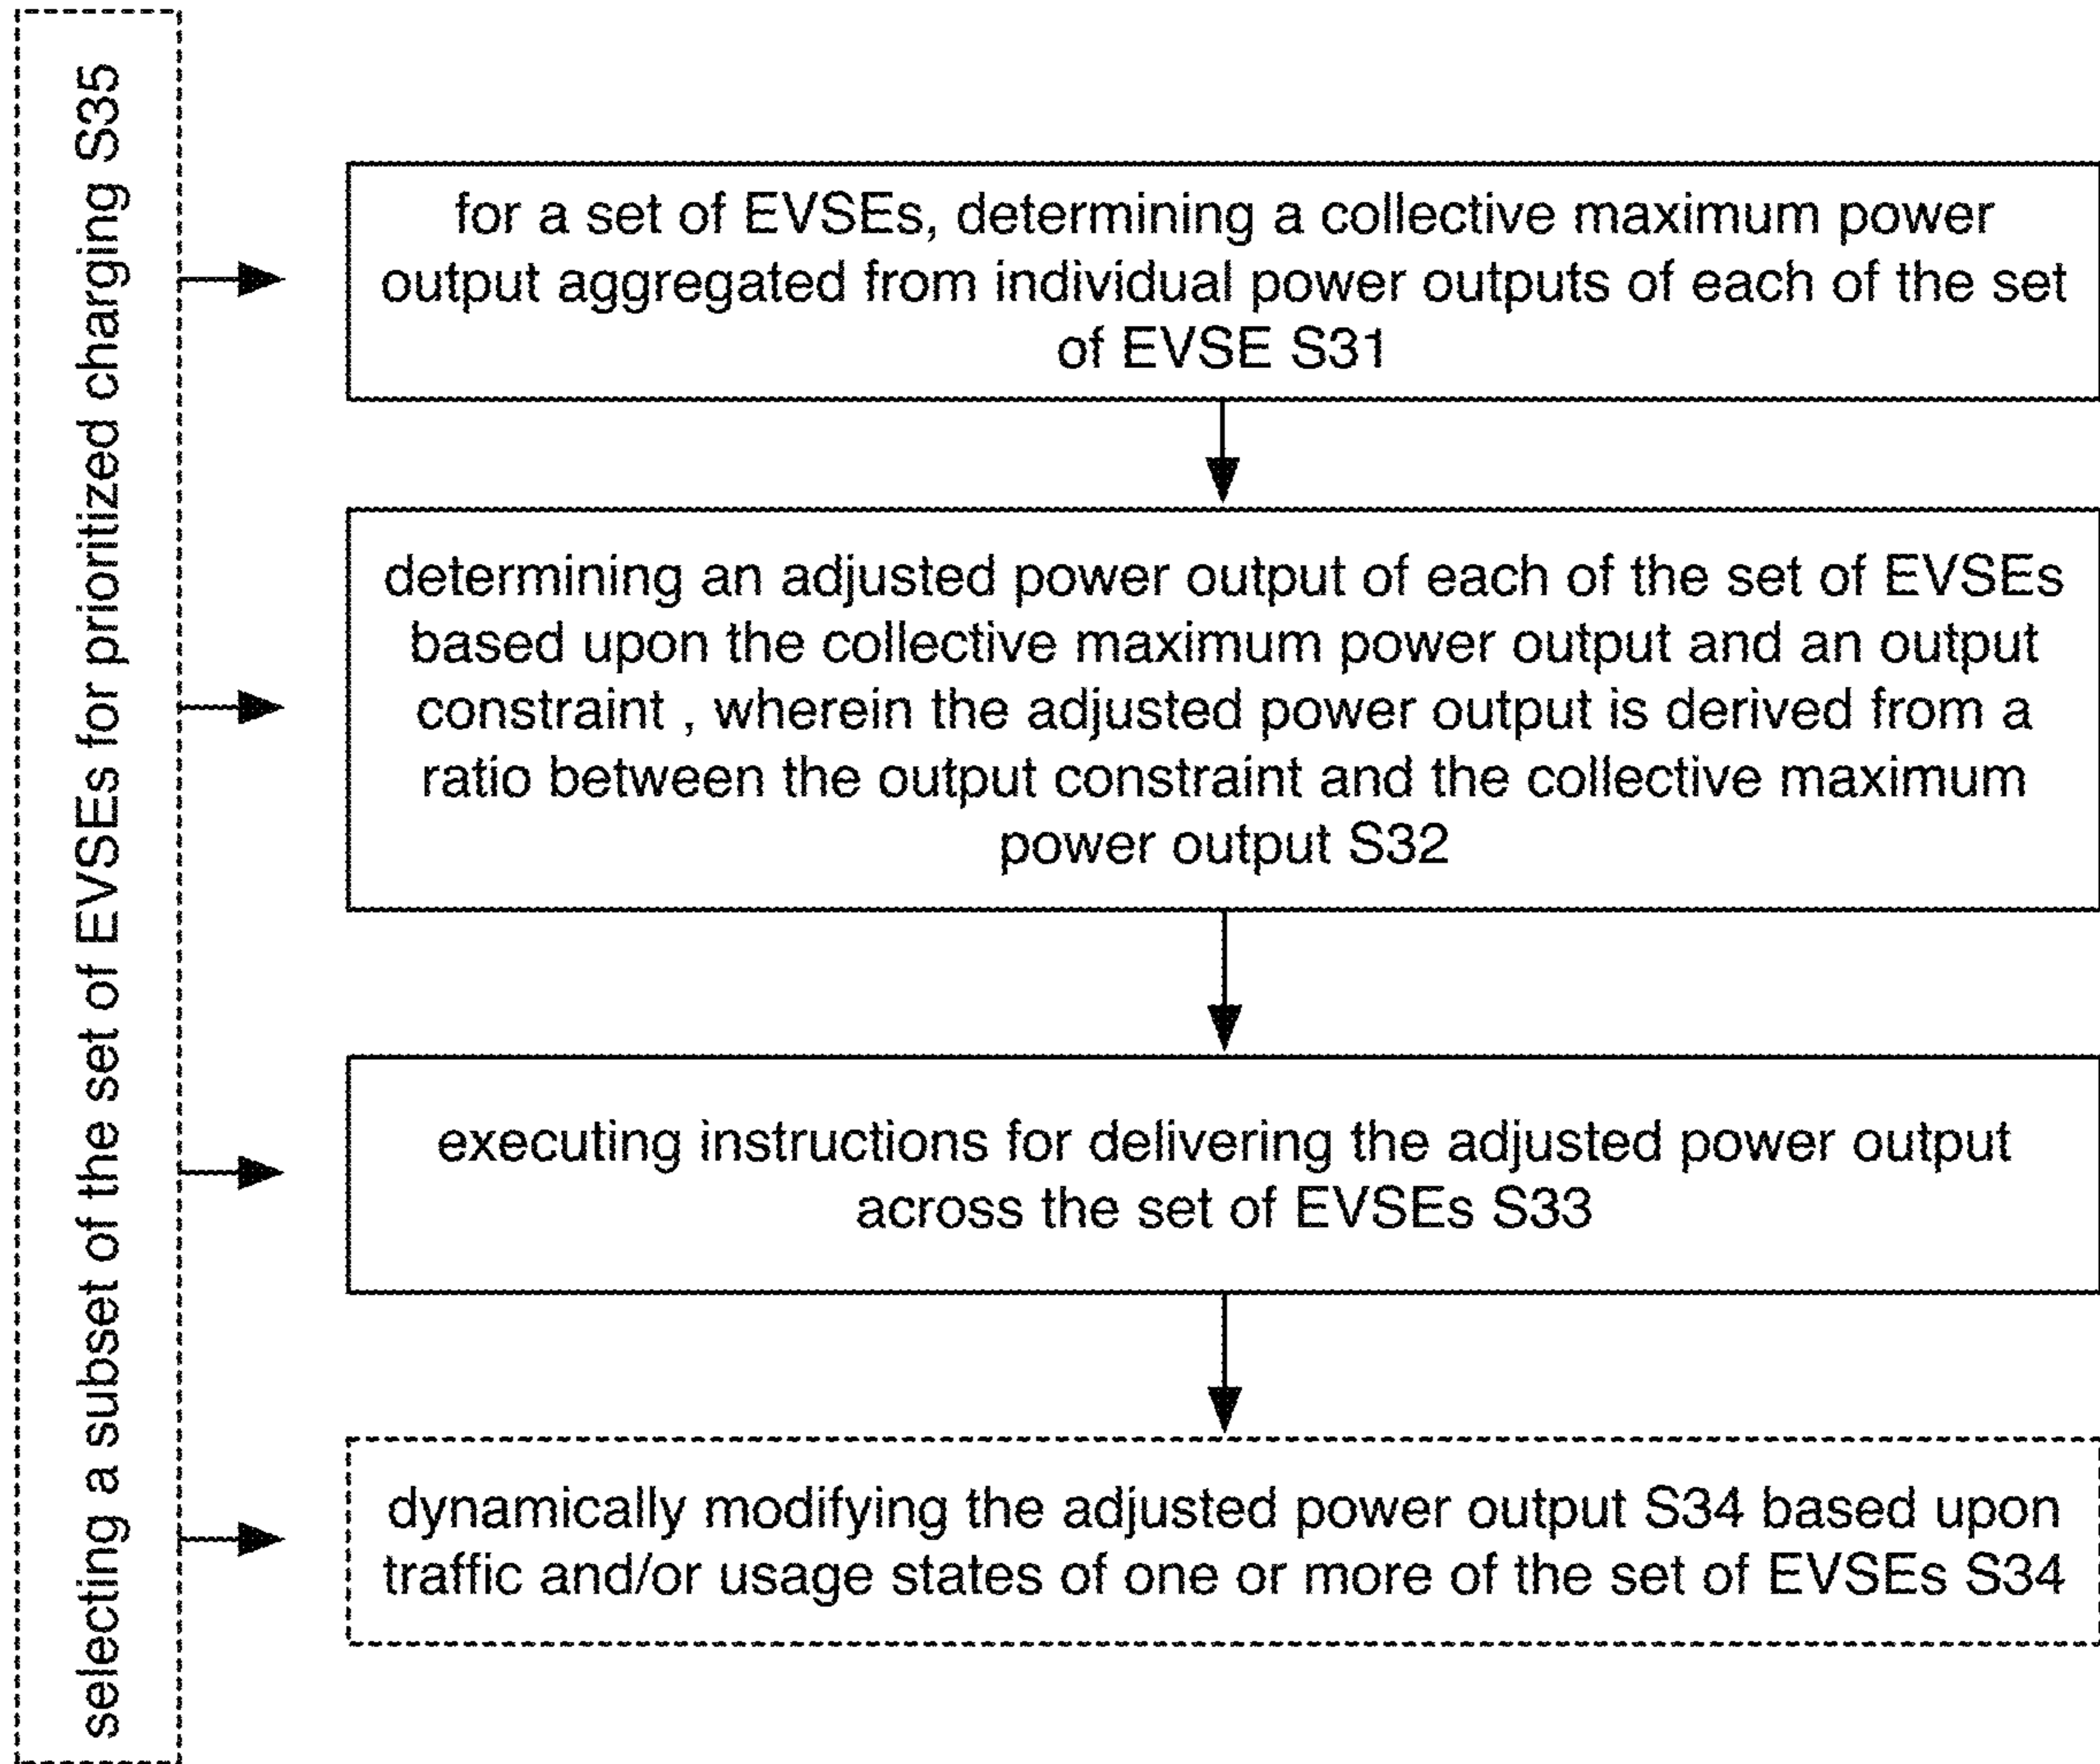 selecting a subset of the set of EVSEs for prioritized charging S35
for a set of EVSEs, determining a collective maximum power
output aggregated from individual power outputs of each of the set
of EVSE S31
determining an adjusted power output of each of the set of EVSEs
based upon the collective maximum power output and an output
constraint , wherein the adjusted power output is derived from a
ratio between the output constraint and the collective maximum
power output S32
executing instructions for delivering the adjusted power output
across the set of EVSEs S33
dynamically modifying the adjusted power output S34 based upon
traffic and/or usage states of one or more of the set of EVSEs S34